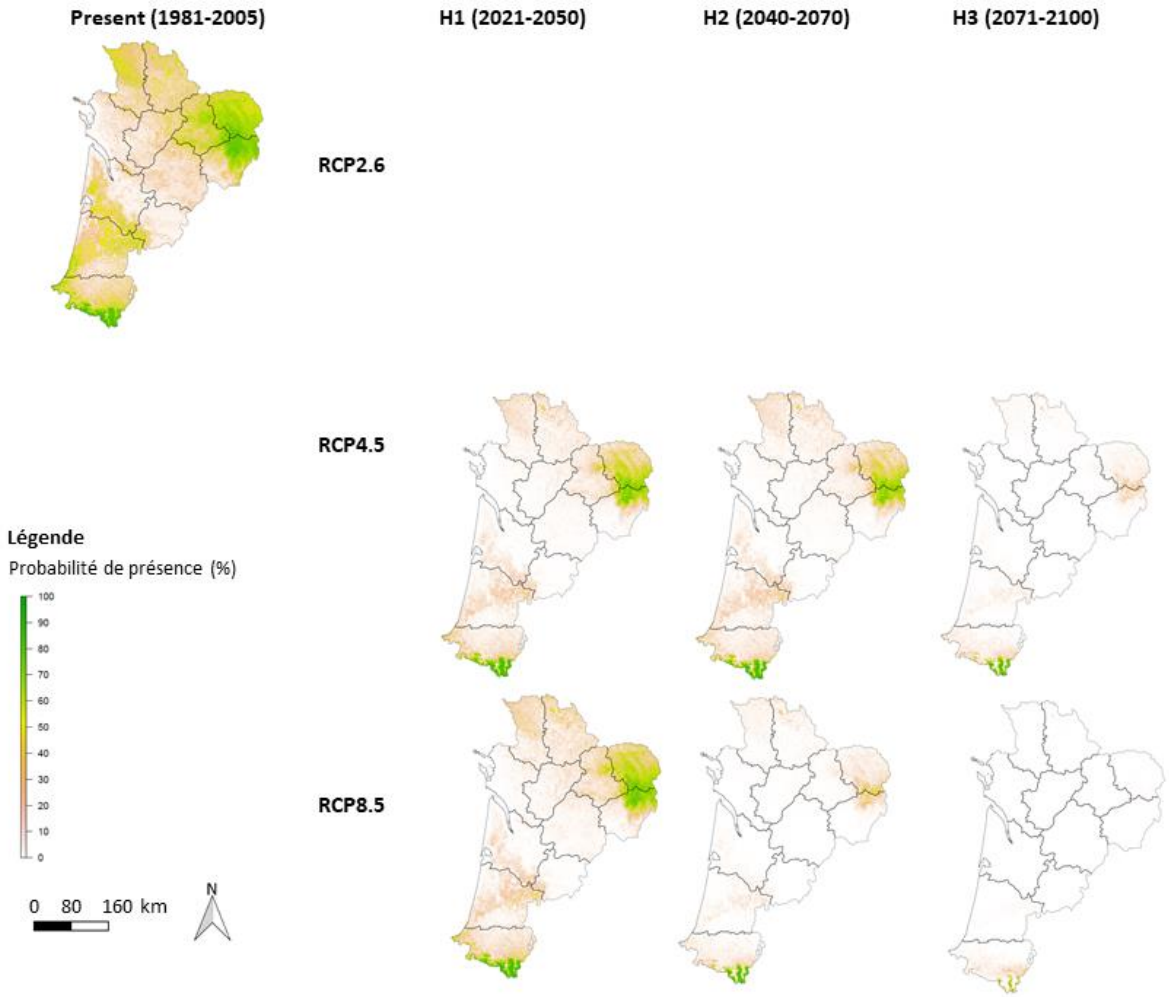 Present (1981-2005)
H1 (2021-2050)
H2 (2040-2070)
H3 (2071-2100)
RCP2.6
RCP4.5
RCP8.5
Légende
Probabilité de présence (%)
100
90
80
70
60
50
40
30
20
10
0
0 80 160 km
N